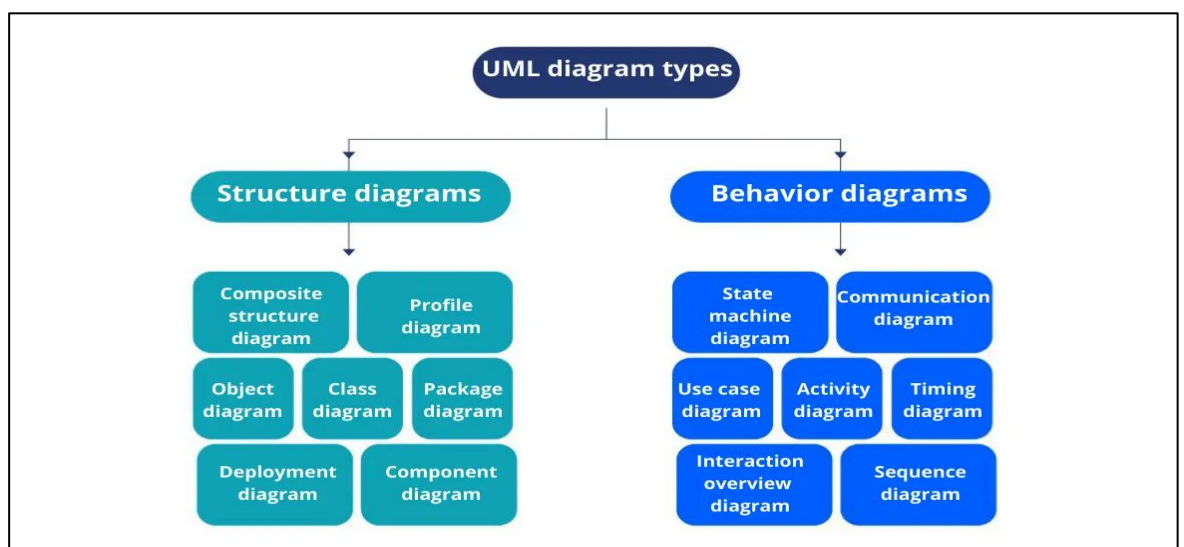 UML diagram types
Structure diagrams
Behavior diagrams
Composite
structure
diagram
Profile
diagram
State
machine
diagram
Communication
diagram
Object
diagram
Class
diagram
Package
diagram
Use case
diagram
Activity
diagram
Timing
diagram
Deployment
diagram
Component
diagram
Interaction
overview
diagram
Sequence
diagram